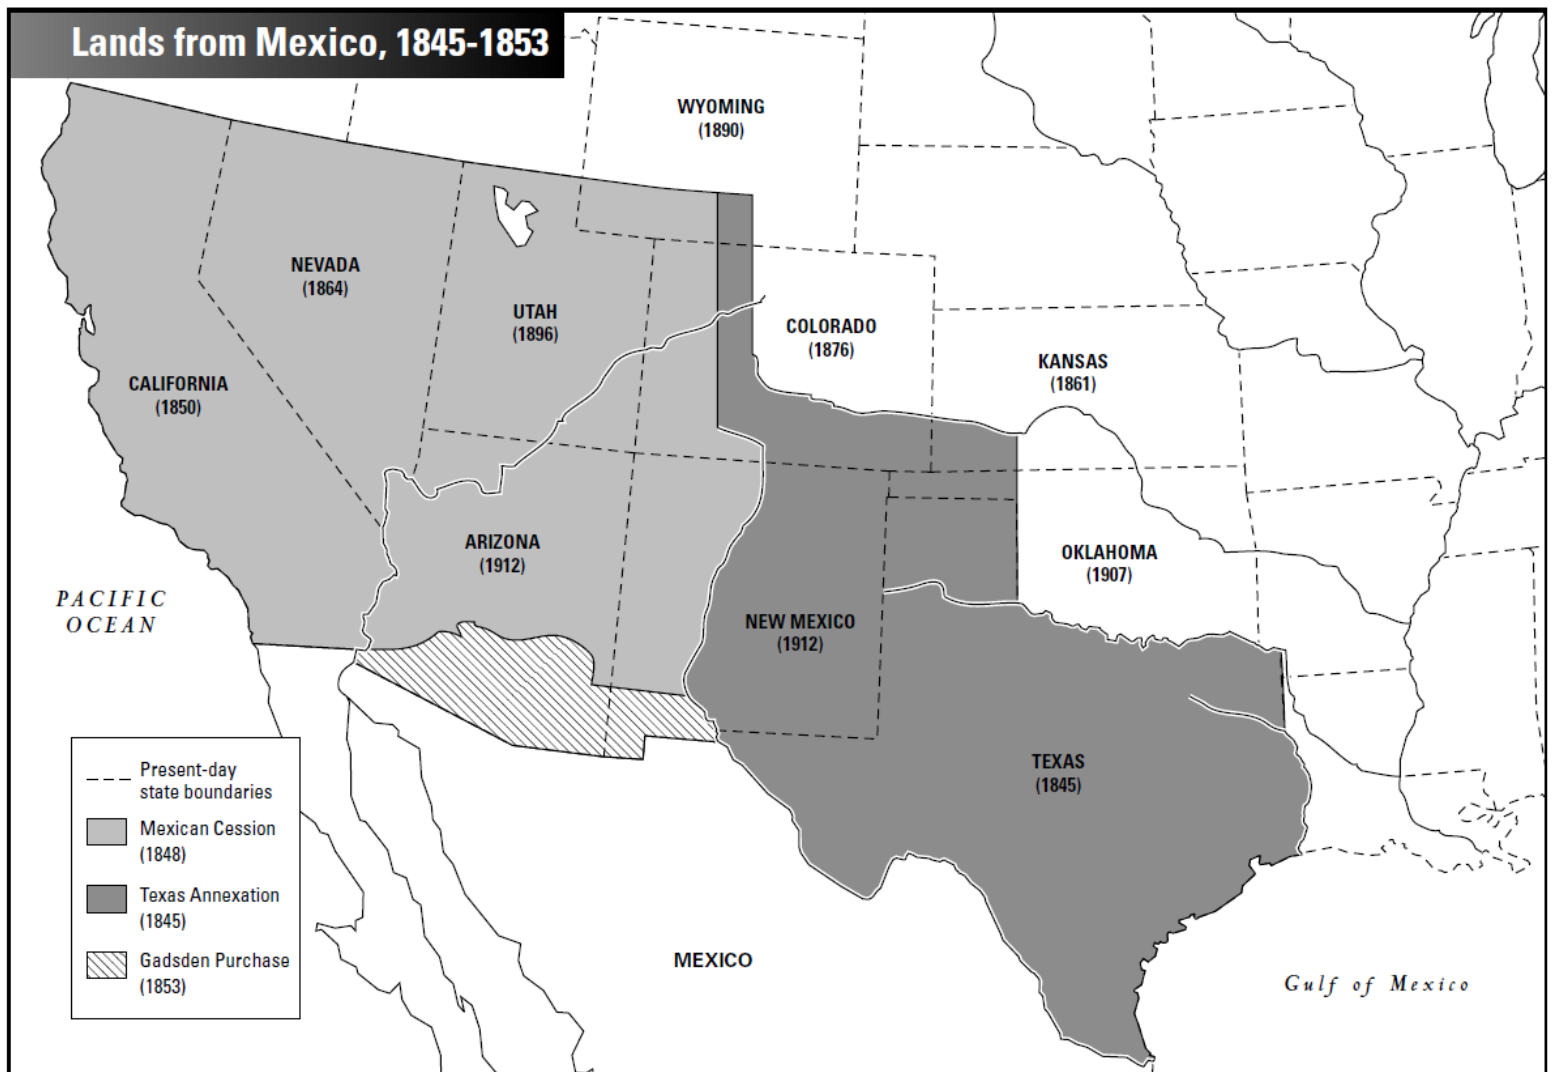 Lands from Mexico, 1845-1853
WYOMING
(1890)
NEVADA
(1864)
UTAH
(1896)
COLORADO
(1876)
KANSAS
(1861)
CALIFORNIA
(1850)
ARIZONA
(1912)
OKLAHOMA
(1907)
PACIFIC
OCEAN
NEW MEXICO
(1912)
TEXAS
(1845)
Present-day
state boundaries
Mexican Cession
(1848)
Texas Annexation
(1845)
Gadsden Purchase
(1853)
MEXICO
Gulf of Mexico